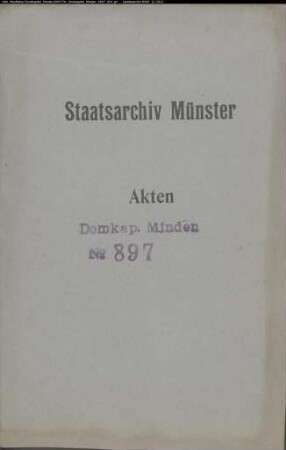 Staatsarchiv Münster
Akten
Domkap. Minden
№ 897